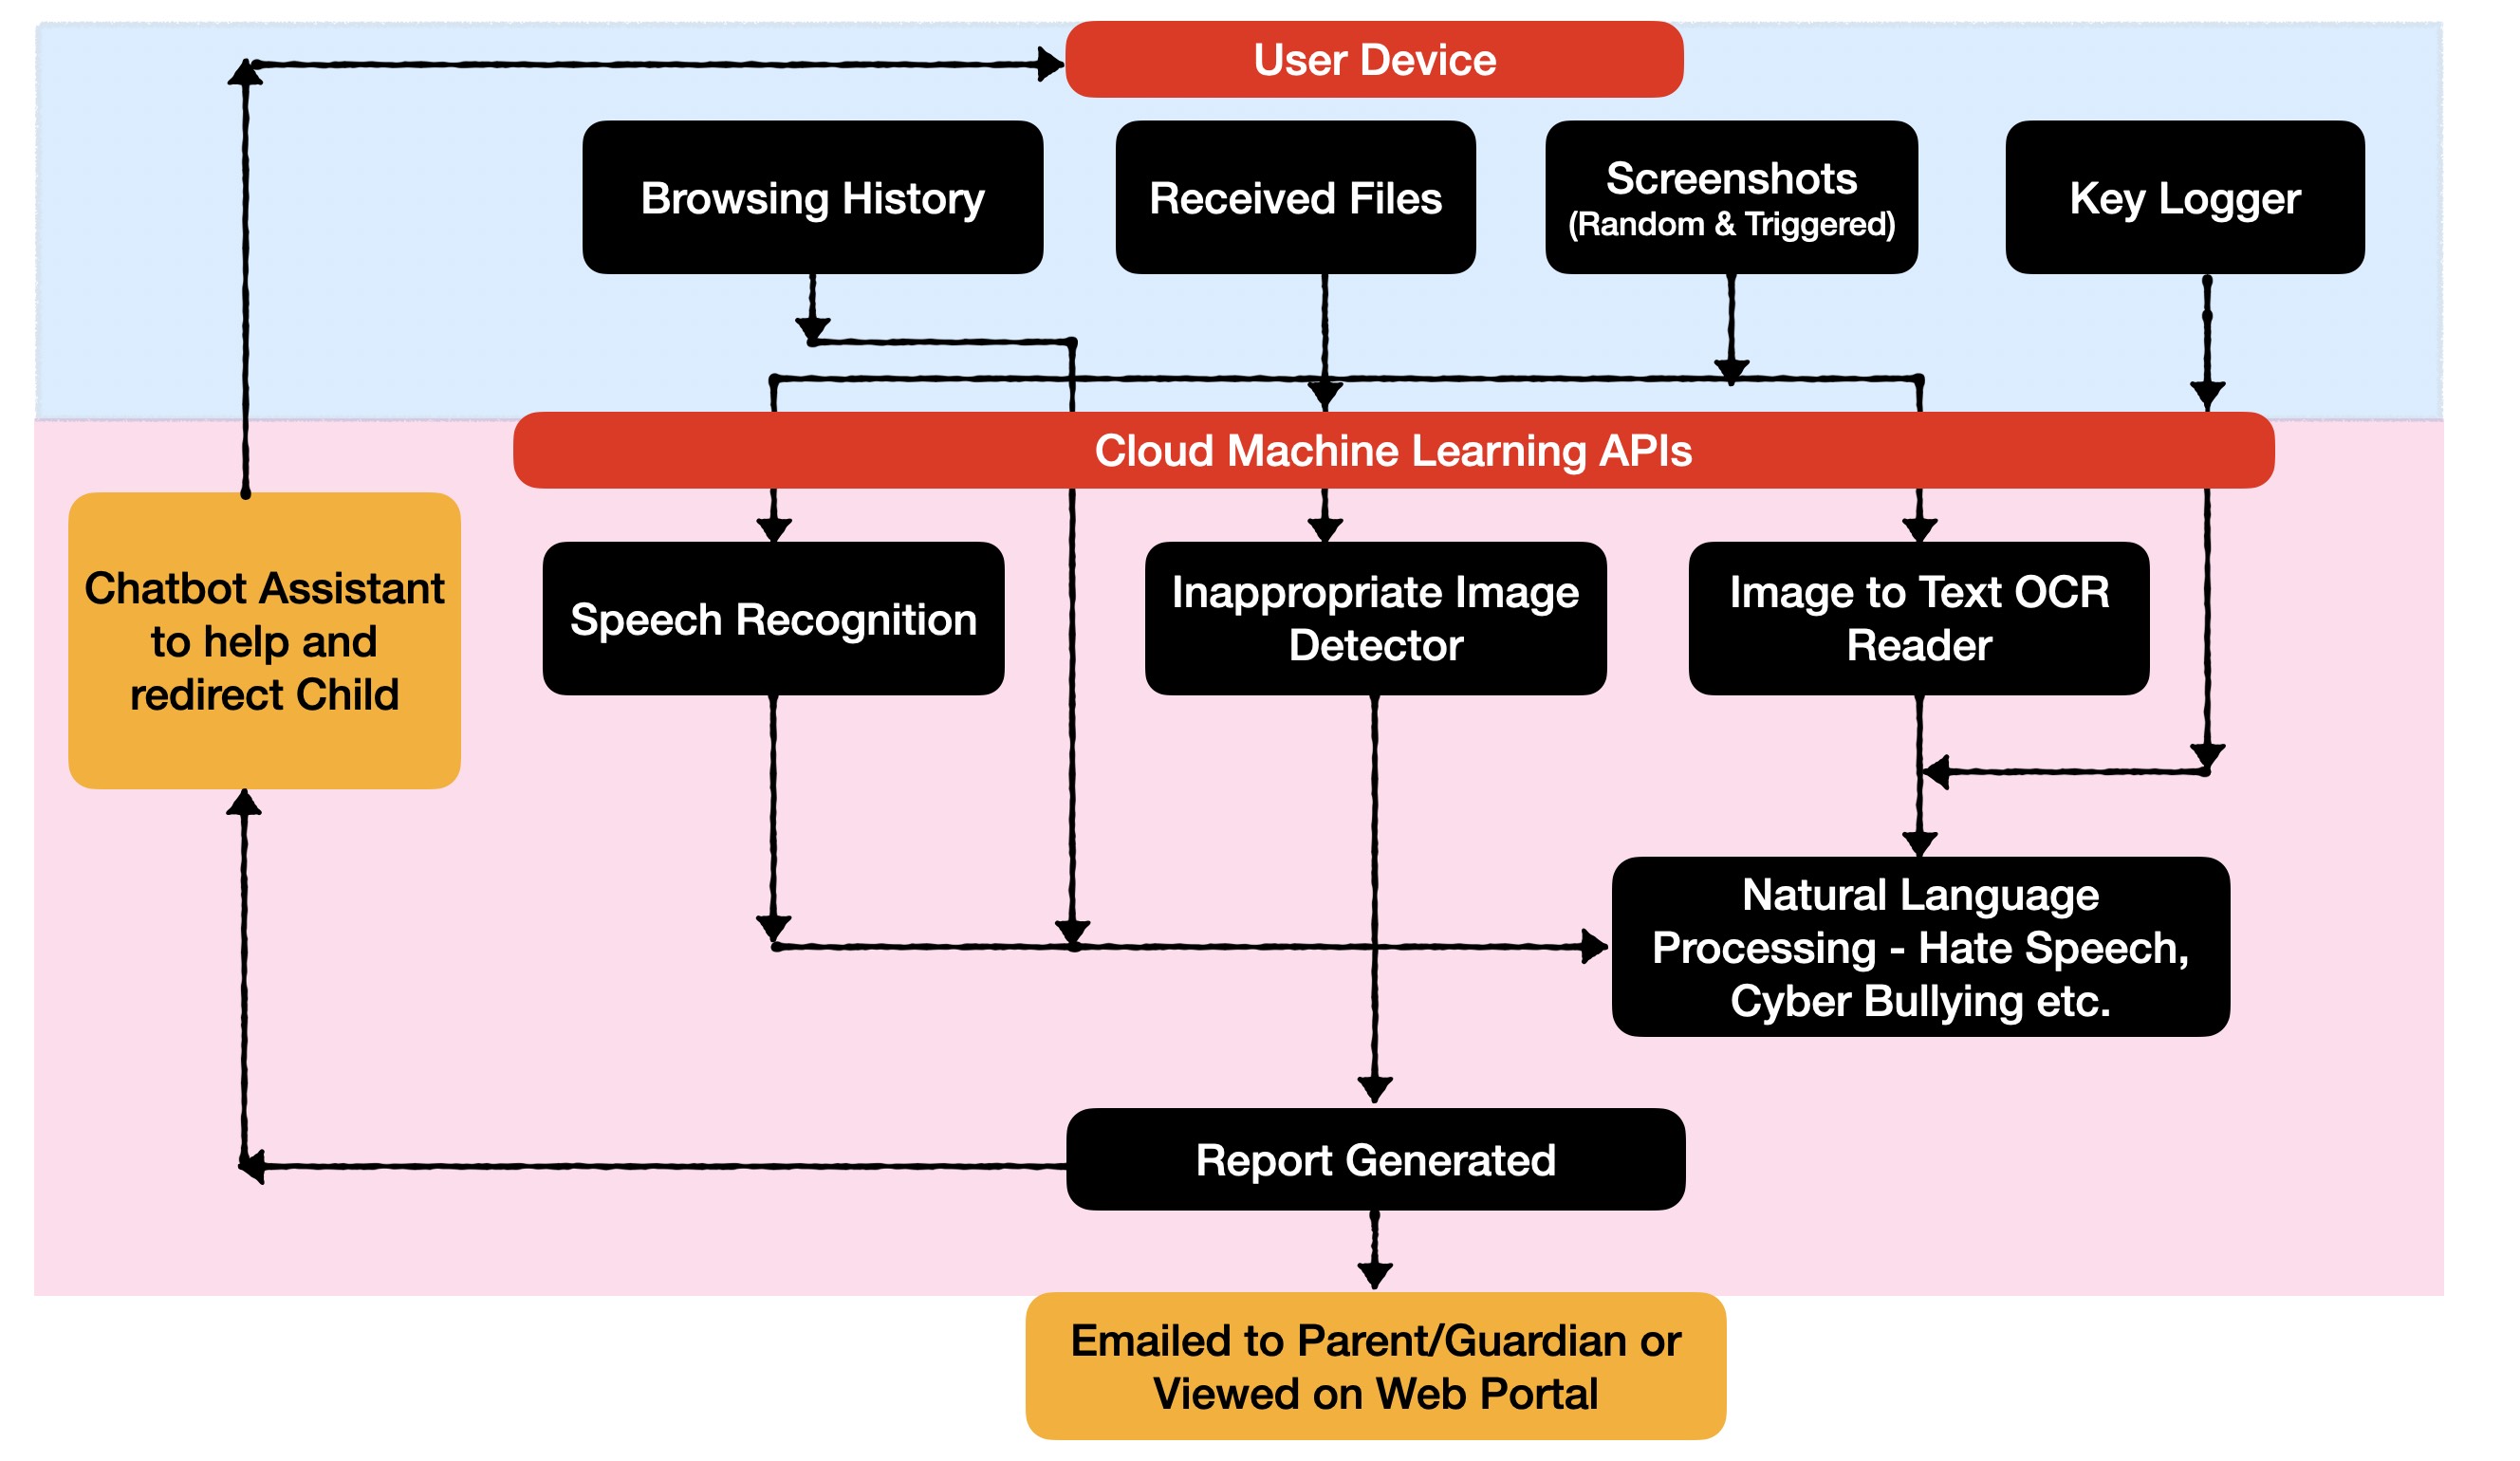 User Device
Browsing History
Received Files
Screenshots
(Random & Triggered)
Key Logger
Cloud Machine Learning APIs
Chatbot Assistant
to help and
redirect Child
Speech Recognition
Inappropriate Image
Detector
Image to Text OCR
Reader
Natural Language
Processing - Hate Speech,
Cyber Bullying etc.
Report Generated
Emailed to Parent/Guardian or
Viewed on Web Portal